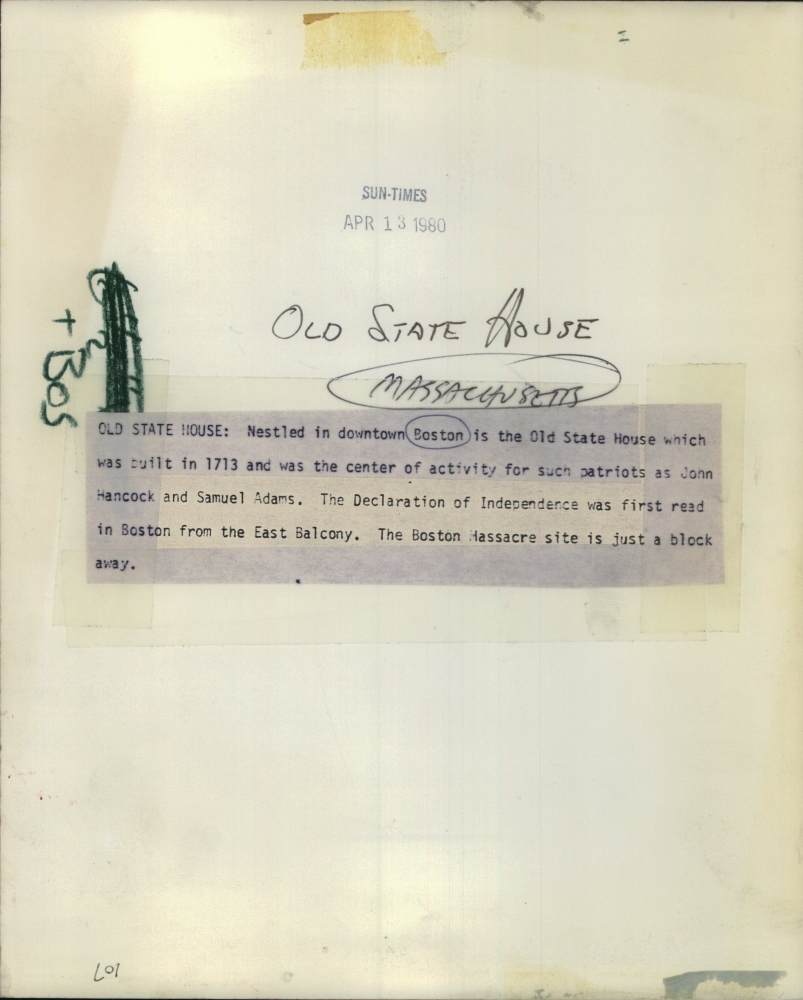 SUN-TIMES
APR 13 1980
OLD STATE HOUSE
MASSACHUSETTS
+ Bos
OLD STATE HOUSE: Nestled in downtown Boston is the Old State House which
was built in 1713 and was the center of activity for such patriots as John
Hancock and Samuel Adams. The Declaration of Independence was first read
in Boston from the East Balcony. The Boston Massacre site is just a block
away.